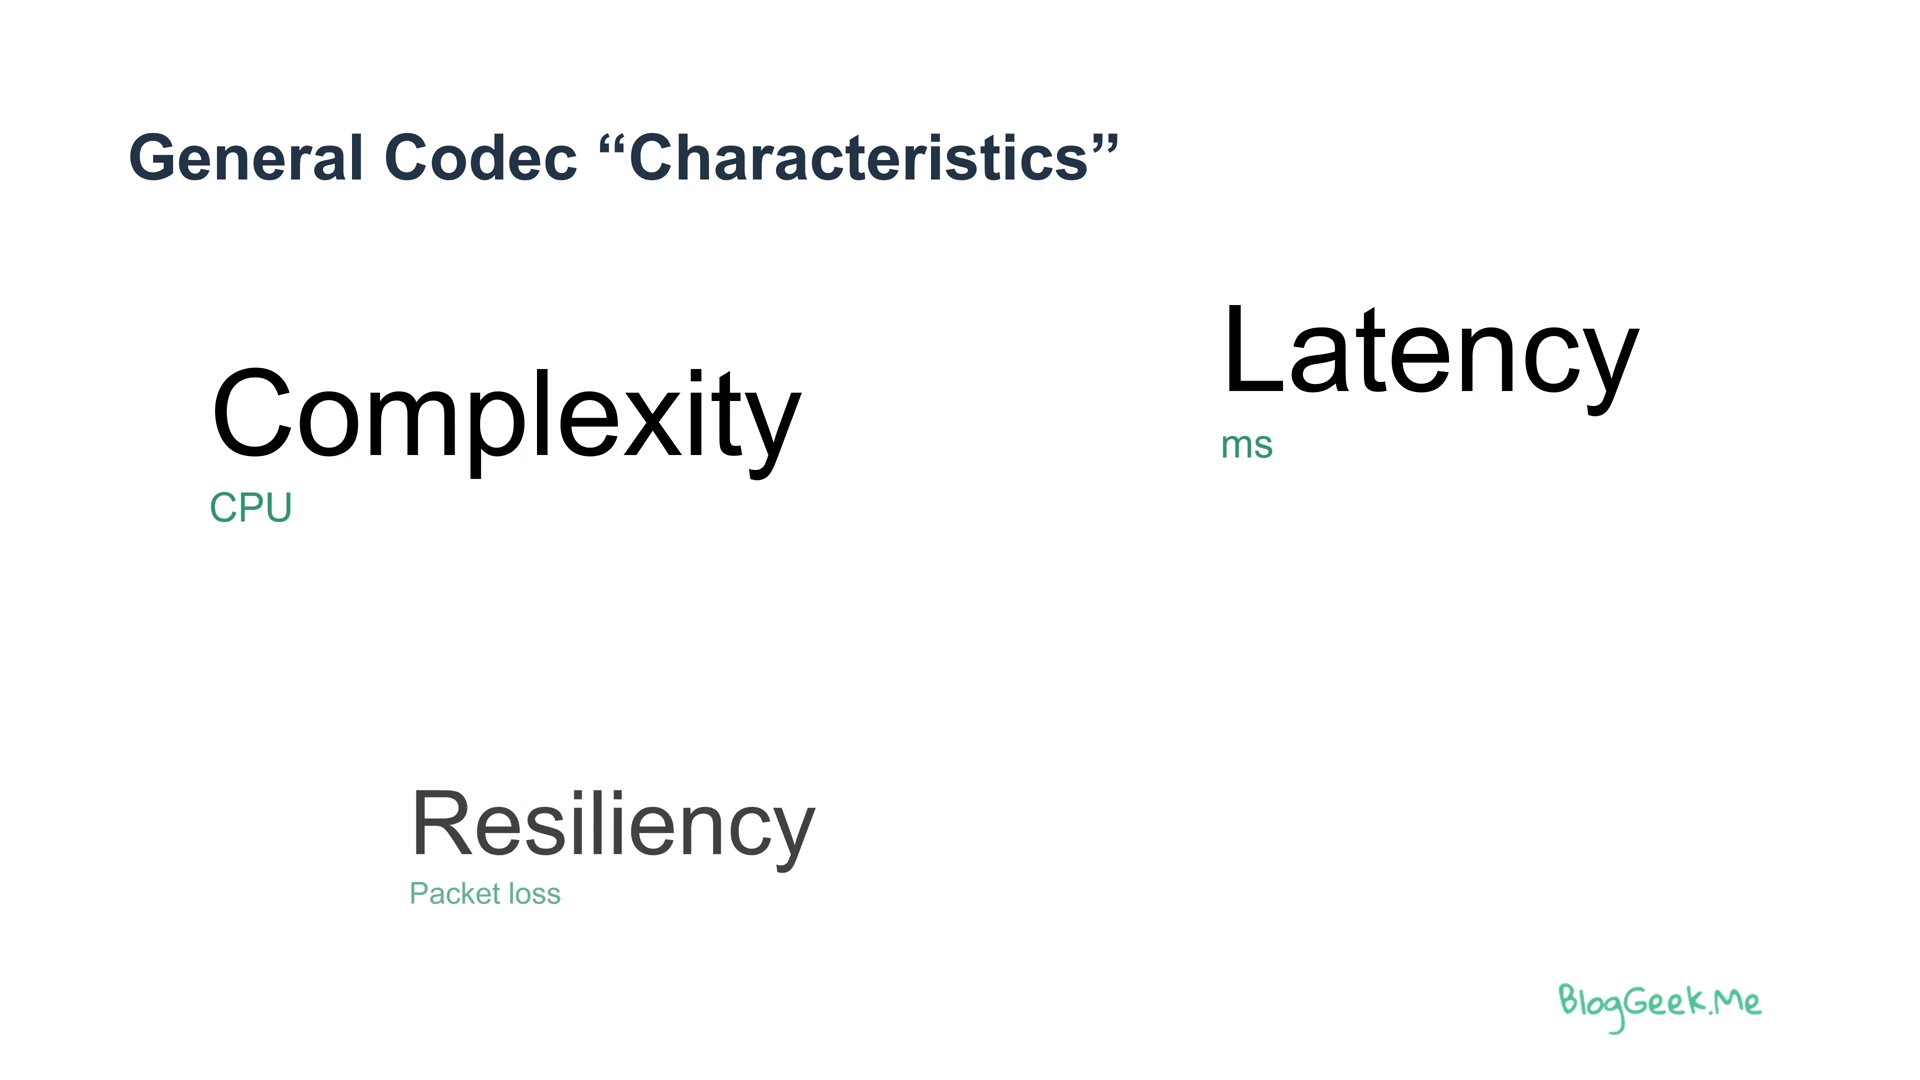 General Codec “Characteristics”
Complexity
CPU
Latency
ms
Resiliency
Packet loss
BlogGeek.Me